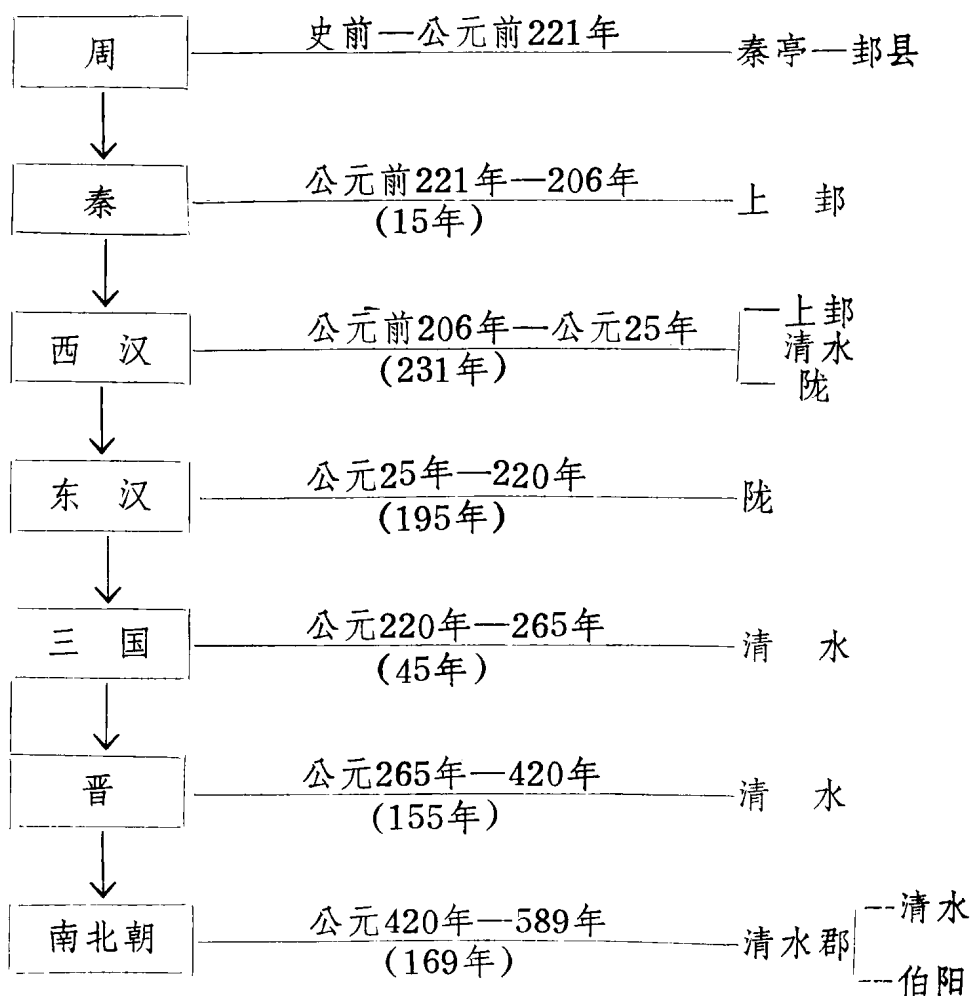 周 史前—公元前221年 秦亭—邽县
秦 公元前221年—206年 上 邽
(15年)
西 汉 公元前206年—公元25年 上邽
(231年) 清水
陇
东 汉 公元25年—220年 陇
(195年)
三 国 公元220年—265年 清 水
(45年)
晋 公元265年—420年 清 水
(155年)
南北朝 公元420年—589年 清水郡 清水
(169年) 伯阳